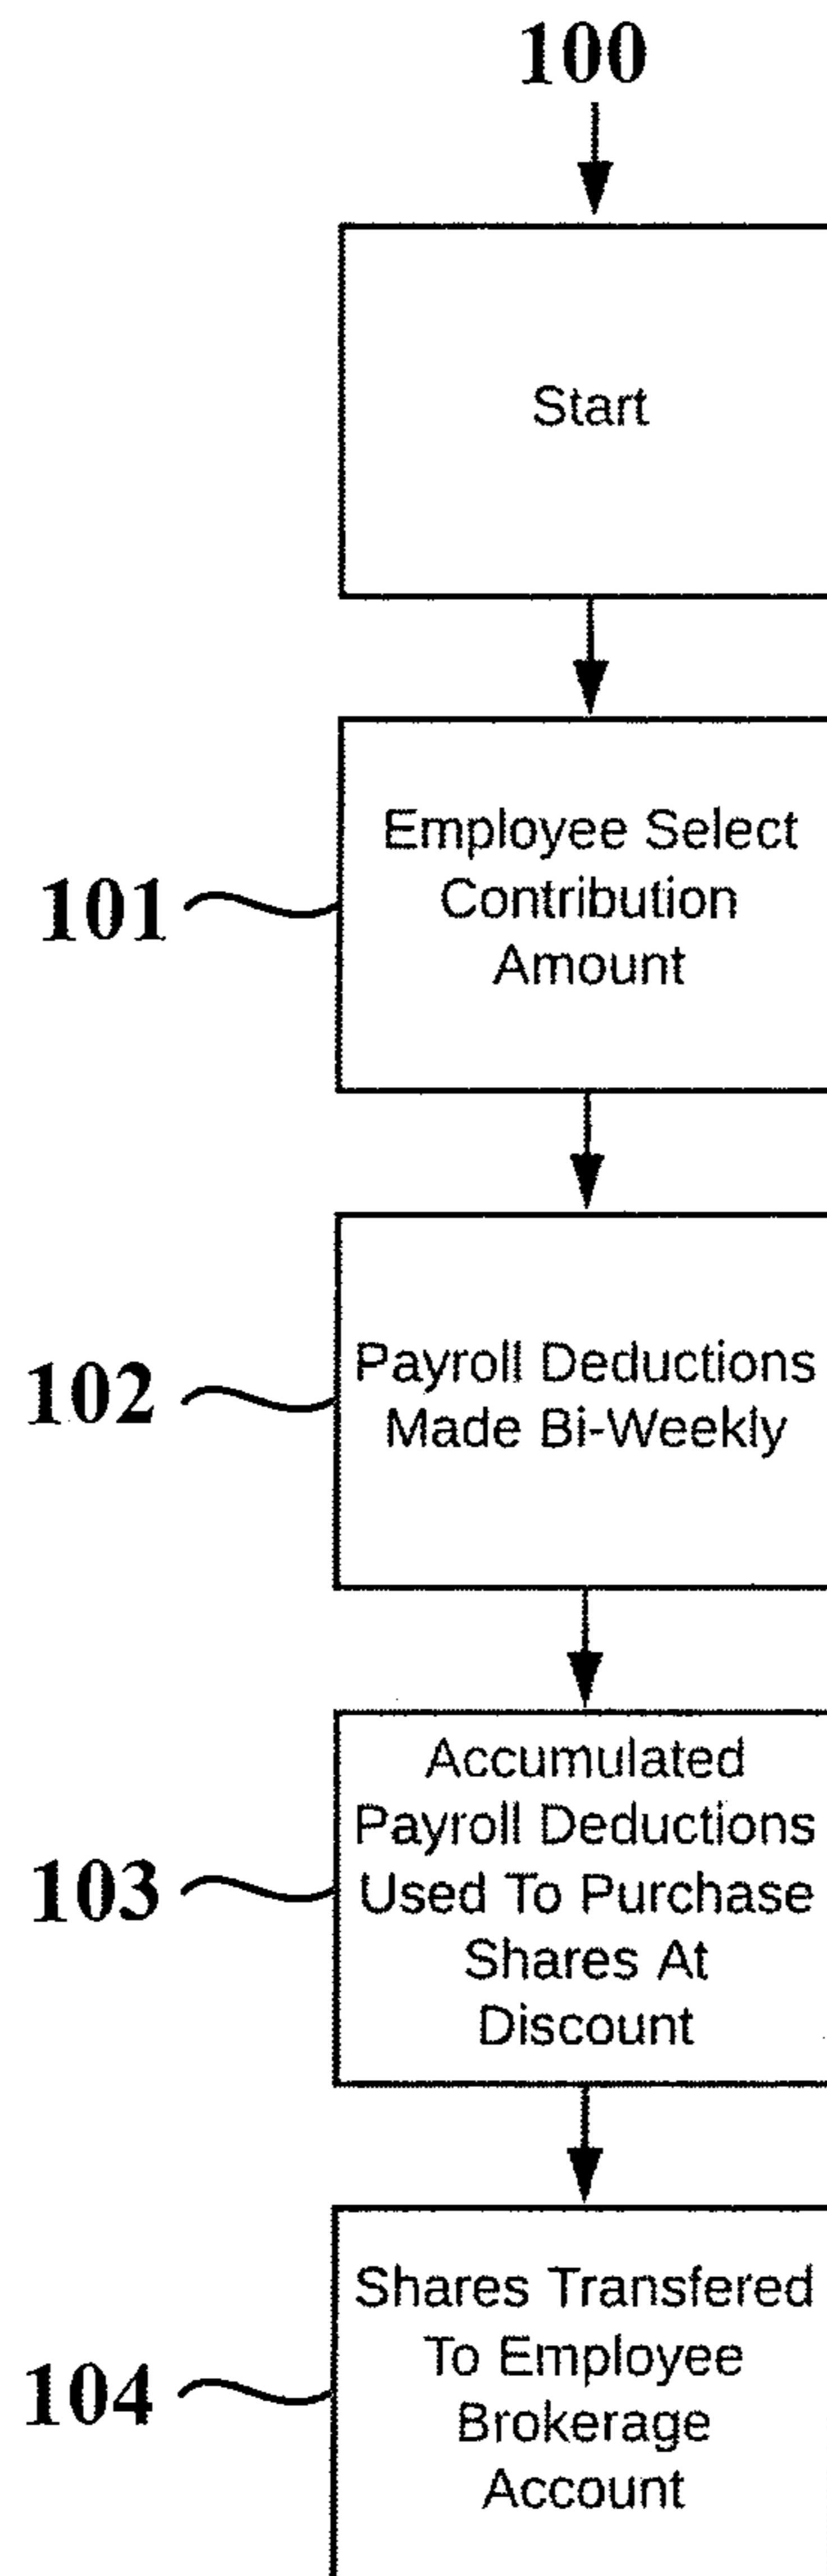 100
Start
Employee Select
101
Contribution
Amount
Payroll Deductions
102
Made Bi-Weekly
Accumulated
Payroll Deductions
103
Used To Purchase
Shares At
Discount
Shares Transfered
To Employee
104
Brokerage
Account